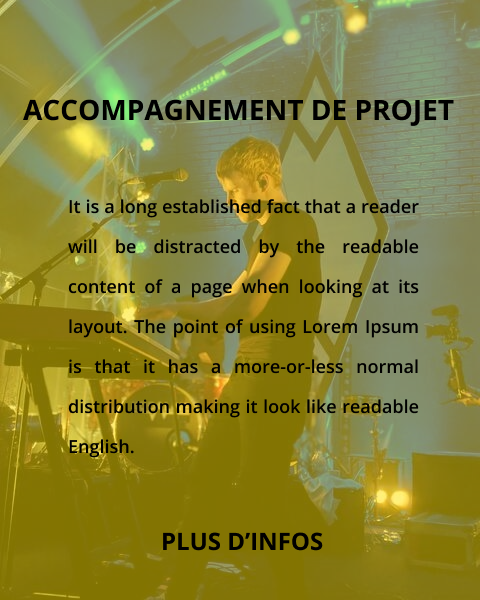 ACCOMPAGNEMENT DE PROJET
It is a long established fact that a reader
will be distracted by the readable
content of a page when looking at its
layout. The point of using Lorem Ipsum
is that it has a more-or-less normal
distribution making it look like readable
English.
PLUS D’INFOS